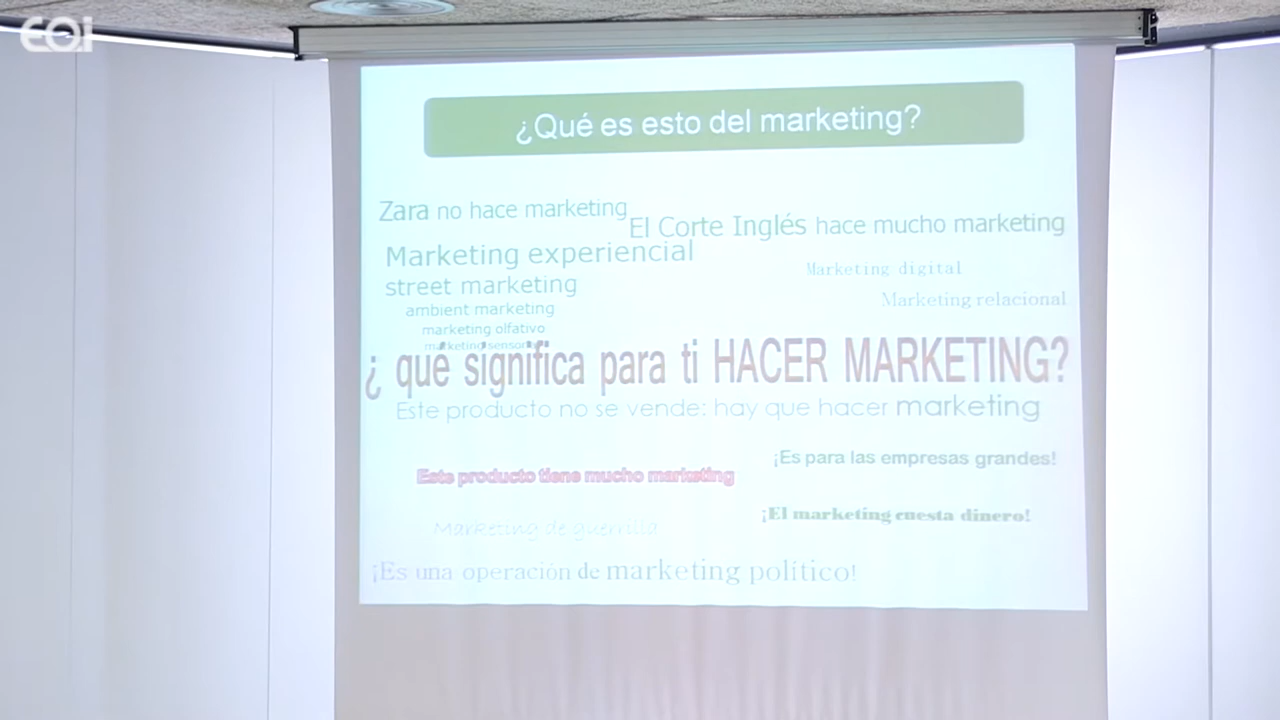 EOI
¿Qué es esto del marketing?
Zara no hace marketing
El Corte Inglés hace mucho marketing
Marketing experiencial
Marketing digital
street marketing
Marketing relacional
ambient marketing
marketing olfativo
marketing
¿ qué significa para ti HACER MARKETING?
Este producto no se vende: hay que hacer marketing
¡Es para las empresas grandes!
Este producto tiene mucho marketing
¡El marketing cuesta dinero!
Marketing de guerrilla
¡Es una operación de marketing político!